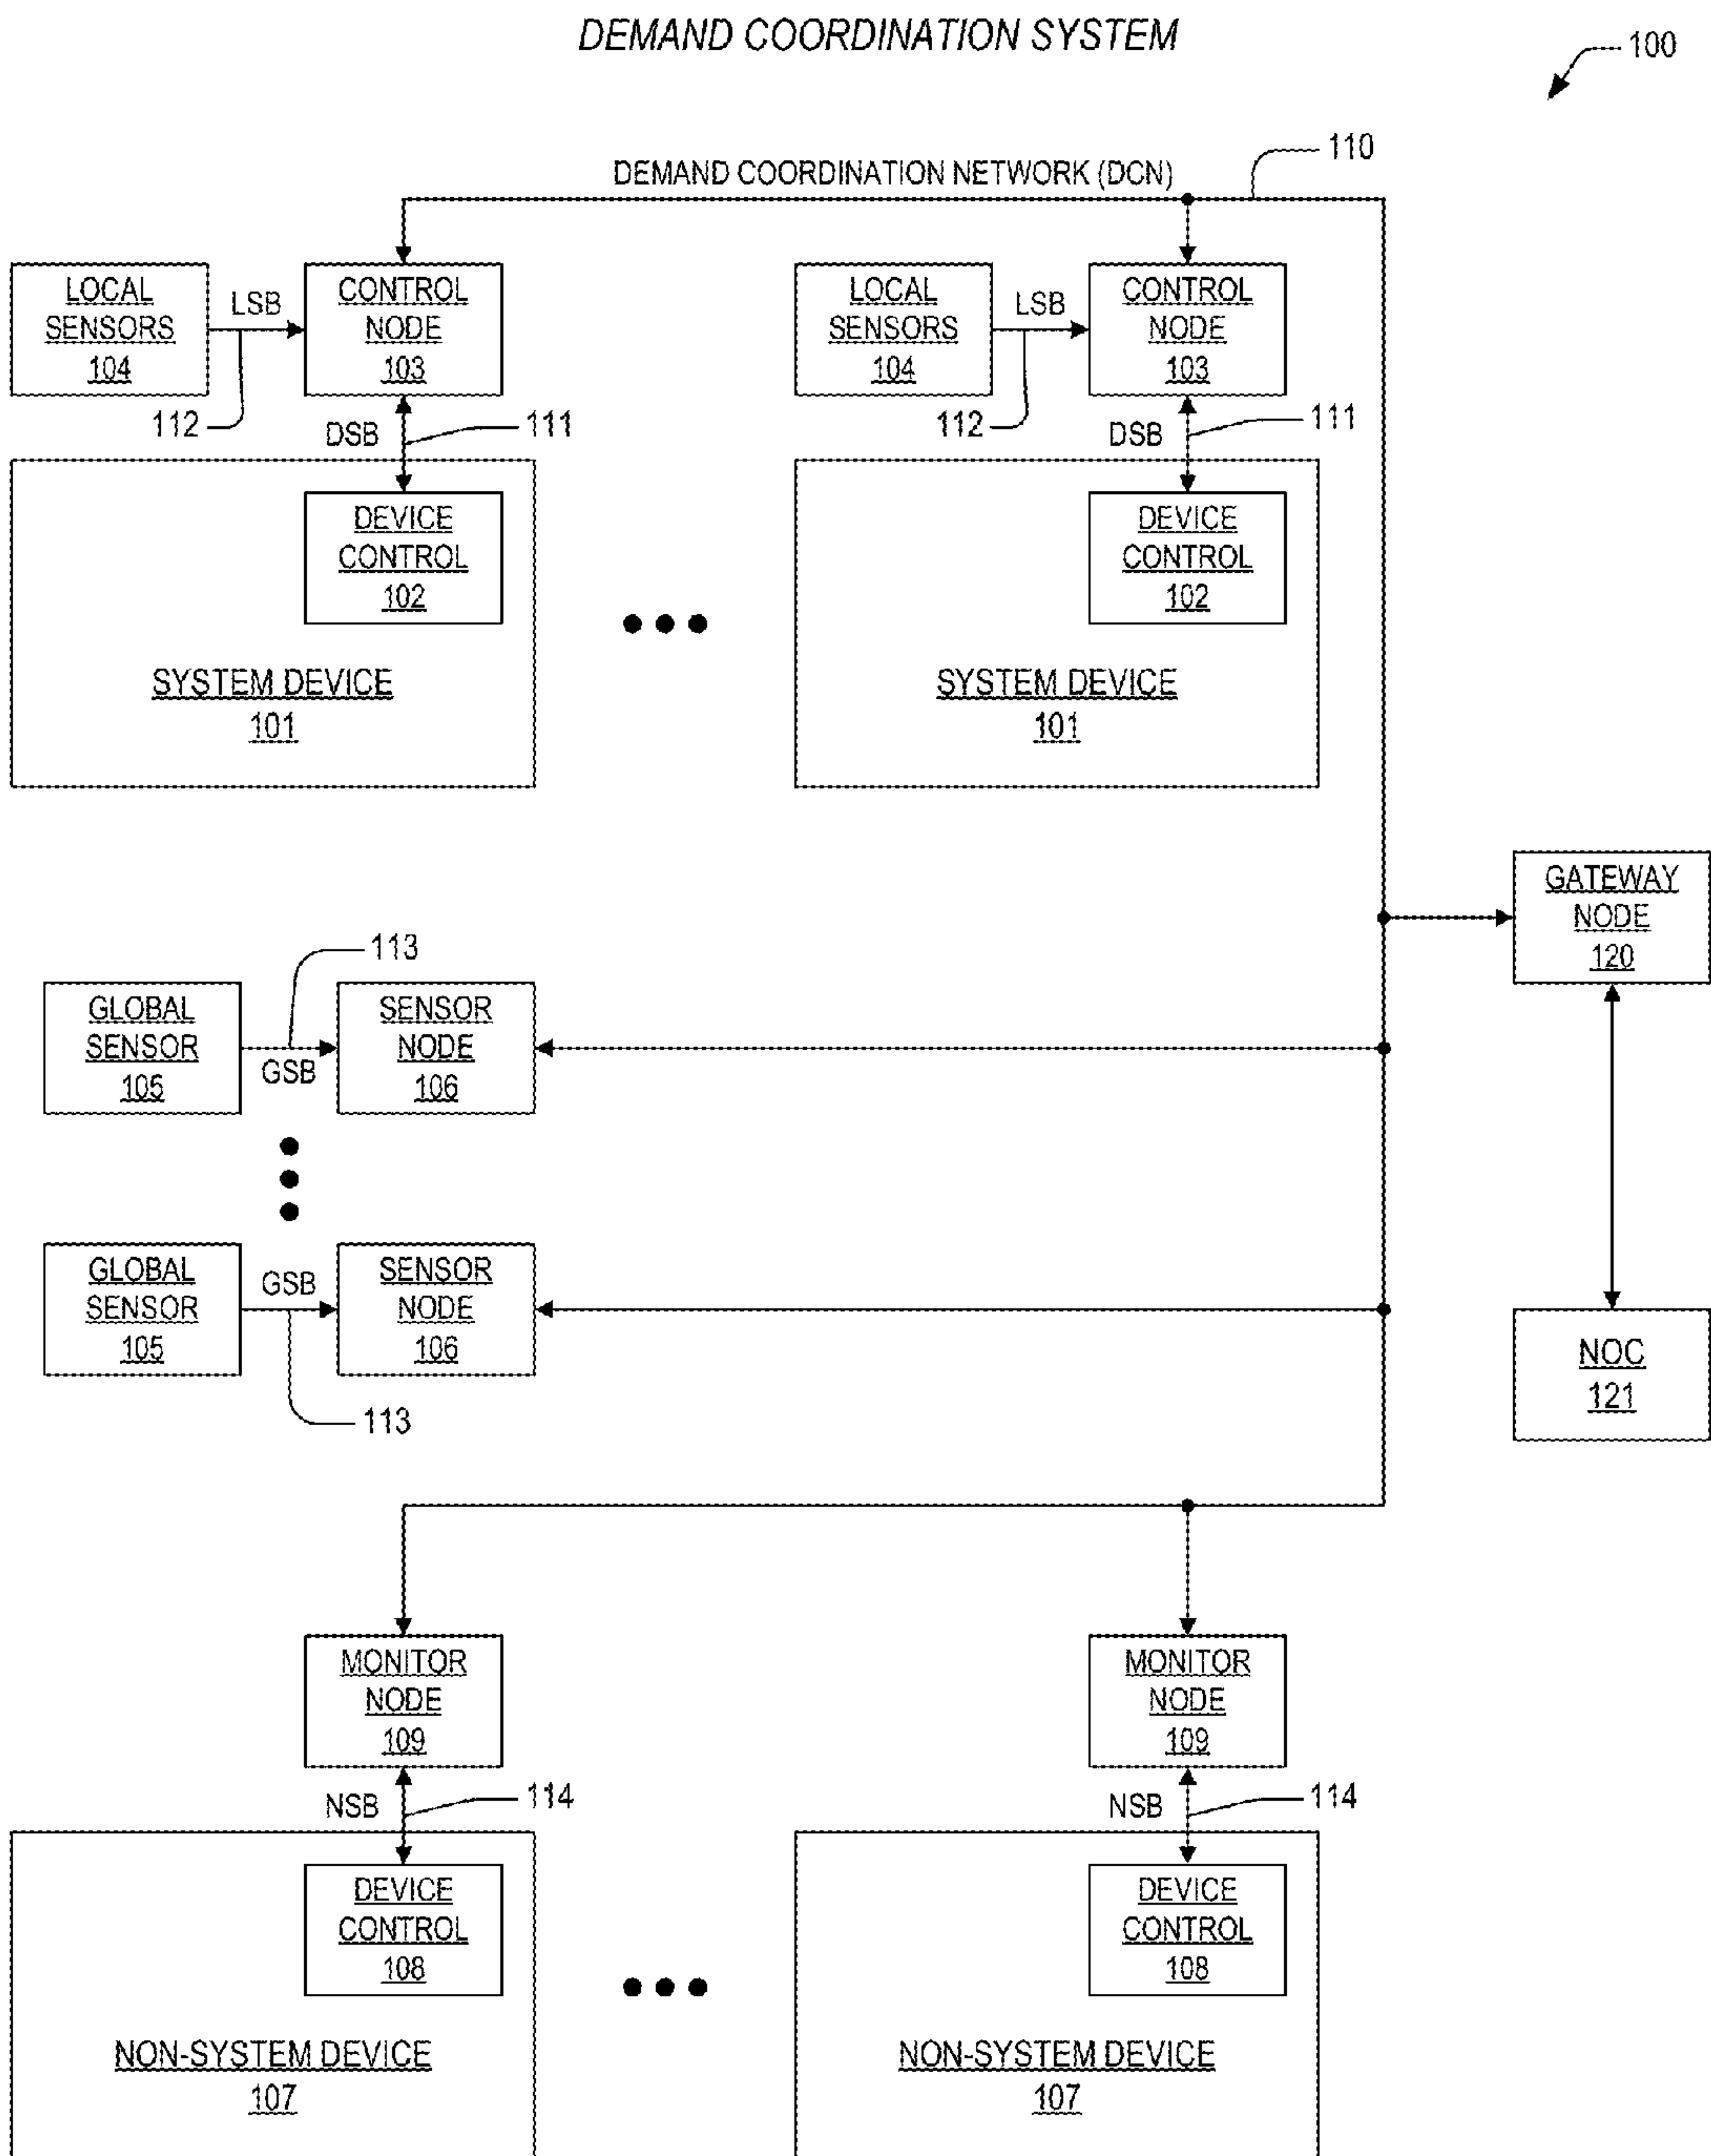 DEMAND COORDINATION SYSTEM
100
110
DEMAND COORDINATION NETWORK (DCN)
LOCAL
SENSORS
104
LSB
CONTROL
NODE
103
LOCAL
SENSORS
104
LSB
CONTROL
NODE
103
112
DSB
111
112
DSB
111
DEVICE
CONTROL
102
DEVICE
CONTROL
102
SYSTEM DEVICE
101
SYSTEM DEVICE
101
GATEWAY
NODE
120
113
GLOBAL
SENSOR
105
GSB
SENSOR
NODE
106
GLOBAL
SENSOR
105
GSB
SENSOR
NODE
106
113
NOC
121
MONITOR
NODE
109
MONITOR
NODE
109
NSB
114
NSB
114
DEVICE
CONTROL
108
DEVICE
CONTROL
108
NON-SYSTEM DEVICE
107
NON-SYSTEM DEVICE
107